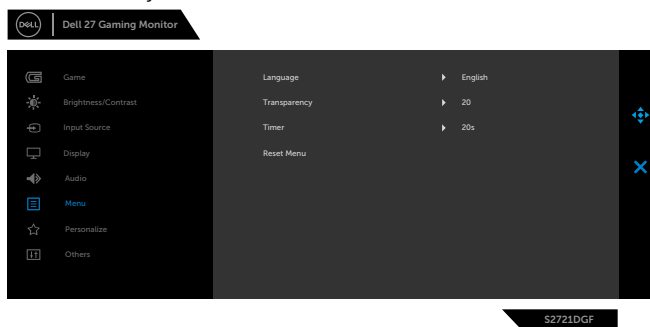 DELL Dell 27 Gaming Monitor
Game
Brightness/Contrast
Input Source
Display
Audio
Menu
Personalize
Others
Language English
Transparency 20
Timer 20s
Reset Menu
S2721DGF